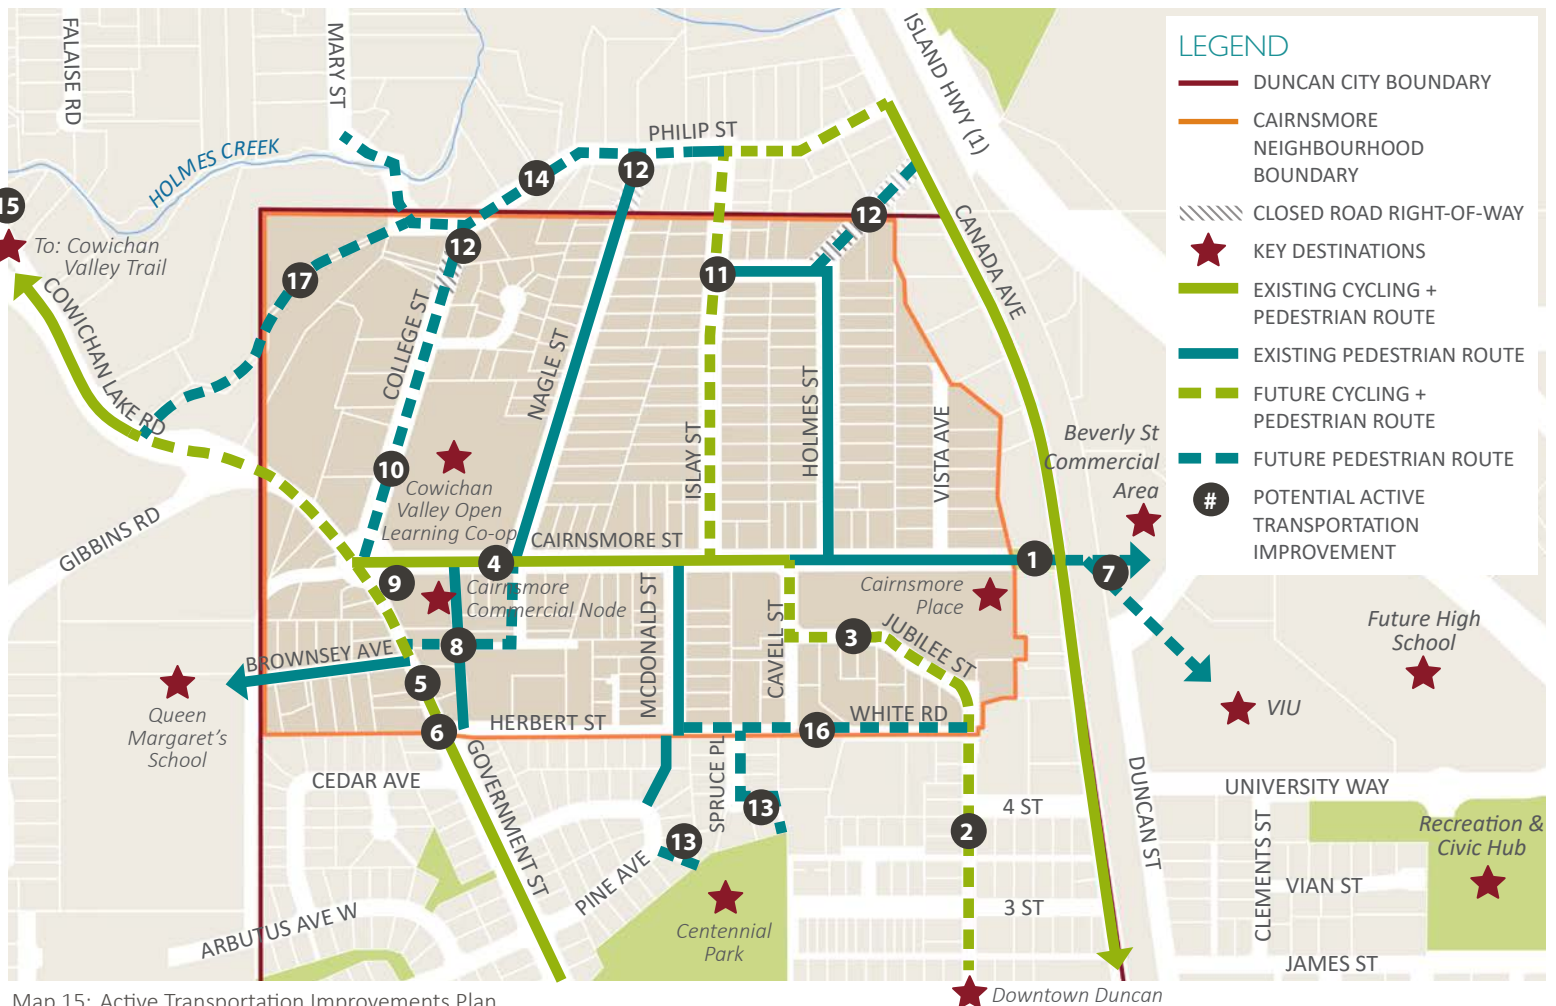 FALAISE RD
MARY ST
HOLMES CREEK
PHILIP ST
ISLAND HWY (1)
CANADA AVE
15
To: Cowichan
Valley Trail
COWICHAN LAKE RD
GIBBINS RD
17
14
12
12
12
11
10
COLLEGE ST
NAGLE ST
ISLAY ST
HOLMES ST
VISTA AVE
Beverly St
Commercial
Area
Cowichan
Valley Open
Learning Co-op
CAIRNSMORE ST
4
9
1
7
Cairnsmore
Commercial Node
Cairnsmore
Place
MCDONALD ST
CAVELL ST
3
JUBILEE ST
8
BROWNSEY AVE
5
6
Queen
Margaret's
School
HERBERT ST
WHITE RD
16
VIU
Future High
School
CEDAR AVE
GOVERNMENT ST
SPRUCE PL
13
13
PINE AVE
ARBUTUS AVE W
Centennial
Park
2
4 ST
3 ST
DUNCAN ST
UNIVERSITY WAY
CLEMENTS ST
Recreation &
Civic Hub
VIAN ST
JAMES ST
Downtown Duncan
LEGEND
DUNCAN CITY BOUNDARY
CAIRNSMORE
NEIGHBOURHOOD
BOUNDARY
CLOSED ROAD RIGHT-OF-WAY
KEY DESTINATIONS
EXISTING CYCLING +
PEDESTRIAN ROUTE
EXISTING PEDESTRIAN ROUTE
FUTURE CYCLING +
PEDESTRIAN ROUTE
FUTURE PEDESTRIAN ROUTE
# POTENTIAL ACTIVE
TRANSPORTATION
IMPROVEMENT
Map 15: Active Transportation Improvements Plan